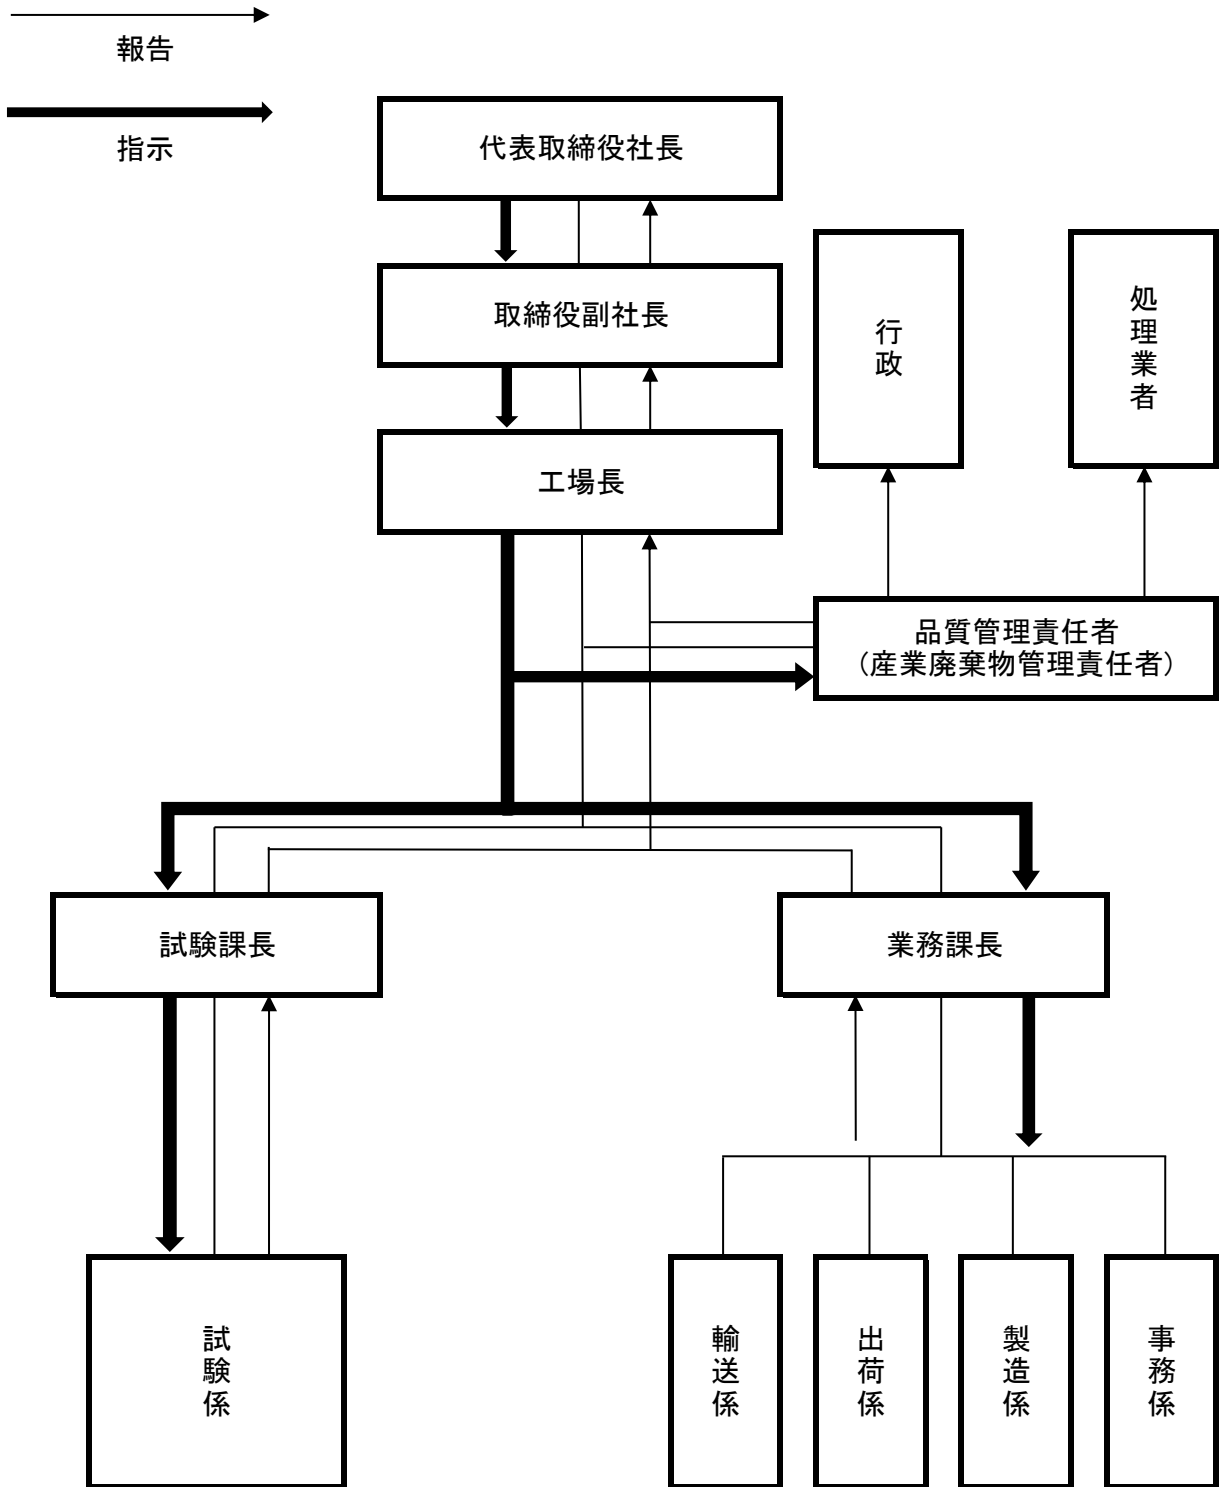 報告
指示
代表取締役社長
取締役副社長
行政
処理業者
工場長
品質管理責任者
（産業廃棄物管理責任者）
試験課長
業務課長
試験係
輸送係
出荷係
製造係
事務係